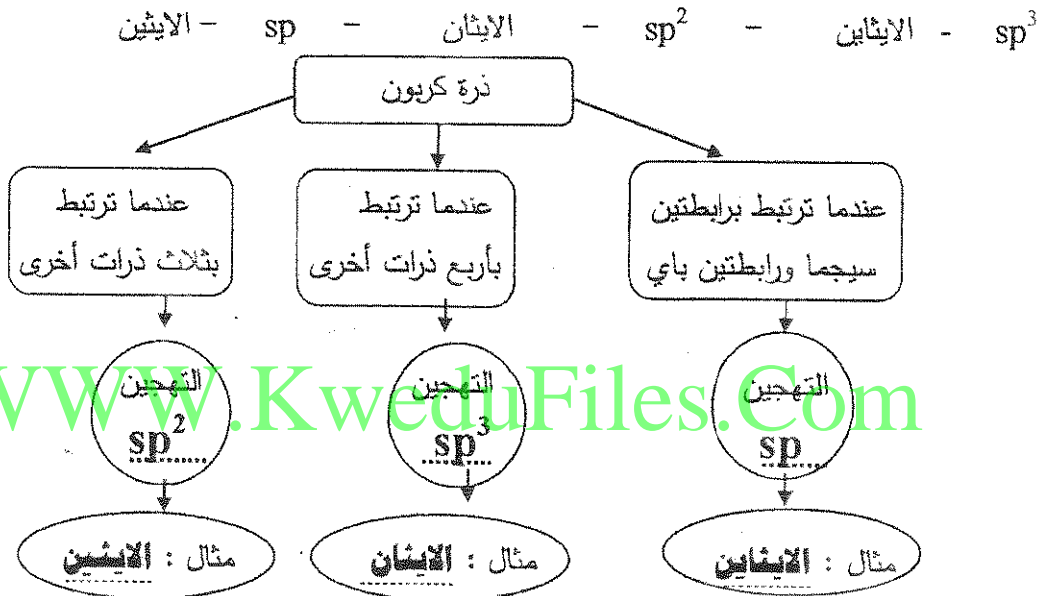 sp³ - الايثاين – sp² – الايثان – sp – الايثين
ذرة كربون
عندما ترتبط برابطتين
سيجما ورابطتين باي
عندما ترتبط
بأربع ذرات أخرى
عندما ترتبط
بثلاث ذرات أخرى
التهجين
sp
التهجين
sp³
التهجين
sp²
WWW.KweduFiles.Com
مثال : الايثاين
مثال : الايثان
مثال : الايثين